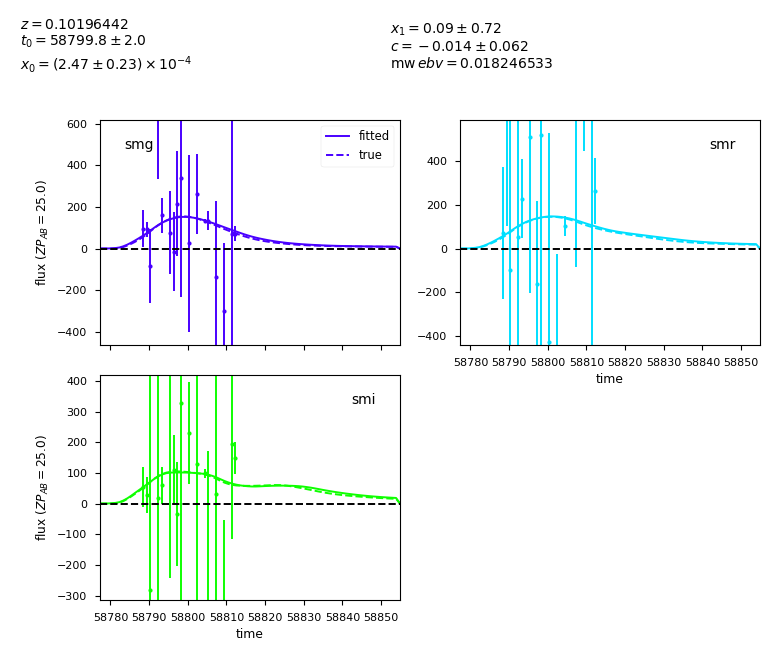 z = 0.10196442
t₀ = 58799.8 ± 2.0
x₀ = (2.47 ± 0.23) × 10⁻⁴
x₁ = 0.09 ± 0.72
c = −0.014 ± 0.062
mw ebv = 0.018246533
smg
fitted
true
600
400
200
0
−200
−400
flux (ZP_AB = 25.0)
smr
400
200
0
−200
−400
58780 58790 58800 58810 58820 58830 58840 58850
time
smi
400
300
200
100
0
−100
−200
−300
flux (ZP_AB = 25.0)
58780 58790 58800 58810 58820 58830 58840 58850
time